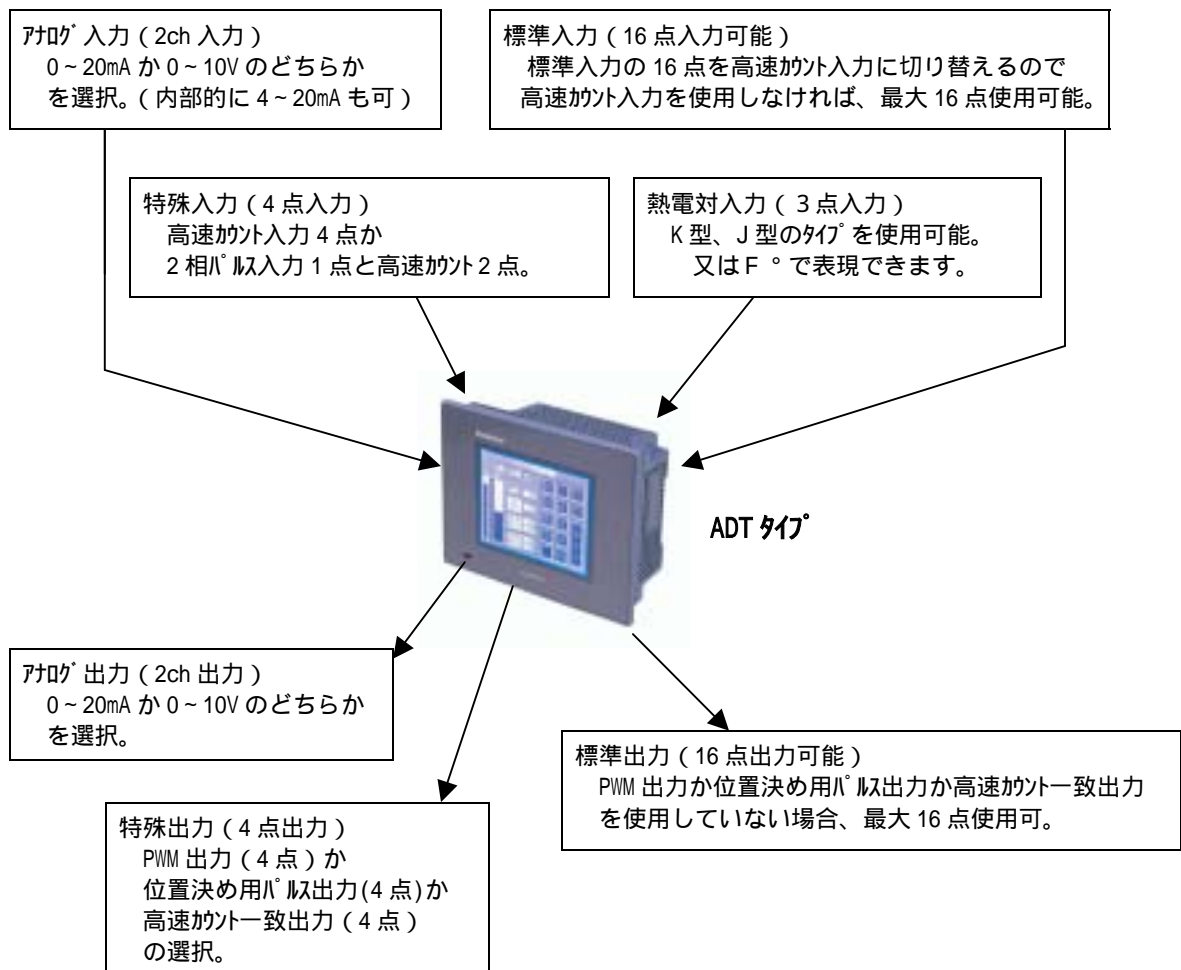 ｱﾅﾛｸﾞ入力（2ch 入力）
0～20mA か 0～10V のどちらか
を選択。（内部的に 4～20mA も可）
標準入力（16 点入力可能）
標準入力の 16 点を高速ｶｳﾝﾄ入力に切り替えるので
高速ｶｳﾝﾄ入力を使用しなければ、最大 16 点使用可能。
特殊入力（4 点入力）
高速ｶｳﾝﾄ入力 4 点か
2 相ﾊﾟﾙｽ入力 1 点と高速ｶｳﾝﾄ 2 点。
熱電対入力（３点入力）
K 型、J 型のﾀｲﾌﾟを使用可能。
又はＦ°で表現できます。
ADT ﾀｲﾌﾟ
ｱﾅﾛｸﾞ出力（2ch 出力）
0～20mA か 0～10V のどちらか
を選択。
標準出力（16 点出力可能）
PWM 出力か位置決め用ﾊﾟﾙｽ出力か高速ｶｳﾝﾄ一致出力
を使用していない場合、最大 16 点使用可。
特殊出力（4 点出力）
PWM 出力（4 点）か
位置決め用ﾊﾟﾙｽ出力(4 点)か
高速ｶｳﾝﾄ一致出力（4 点）
の選択。